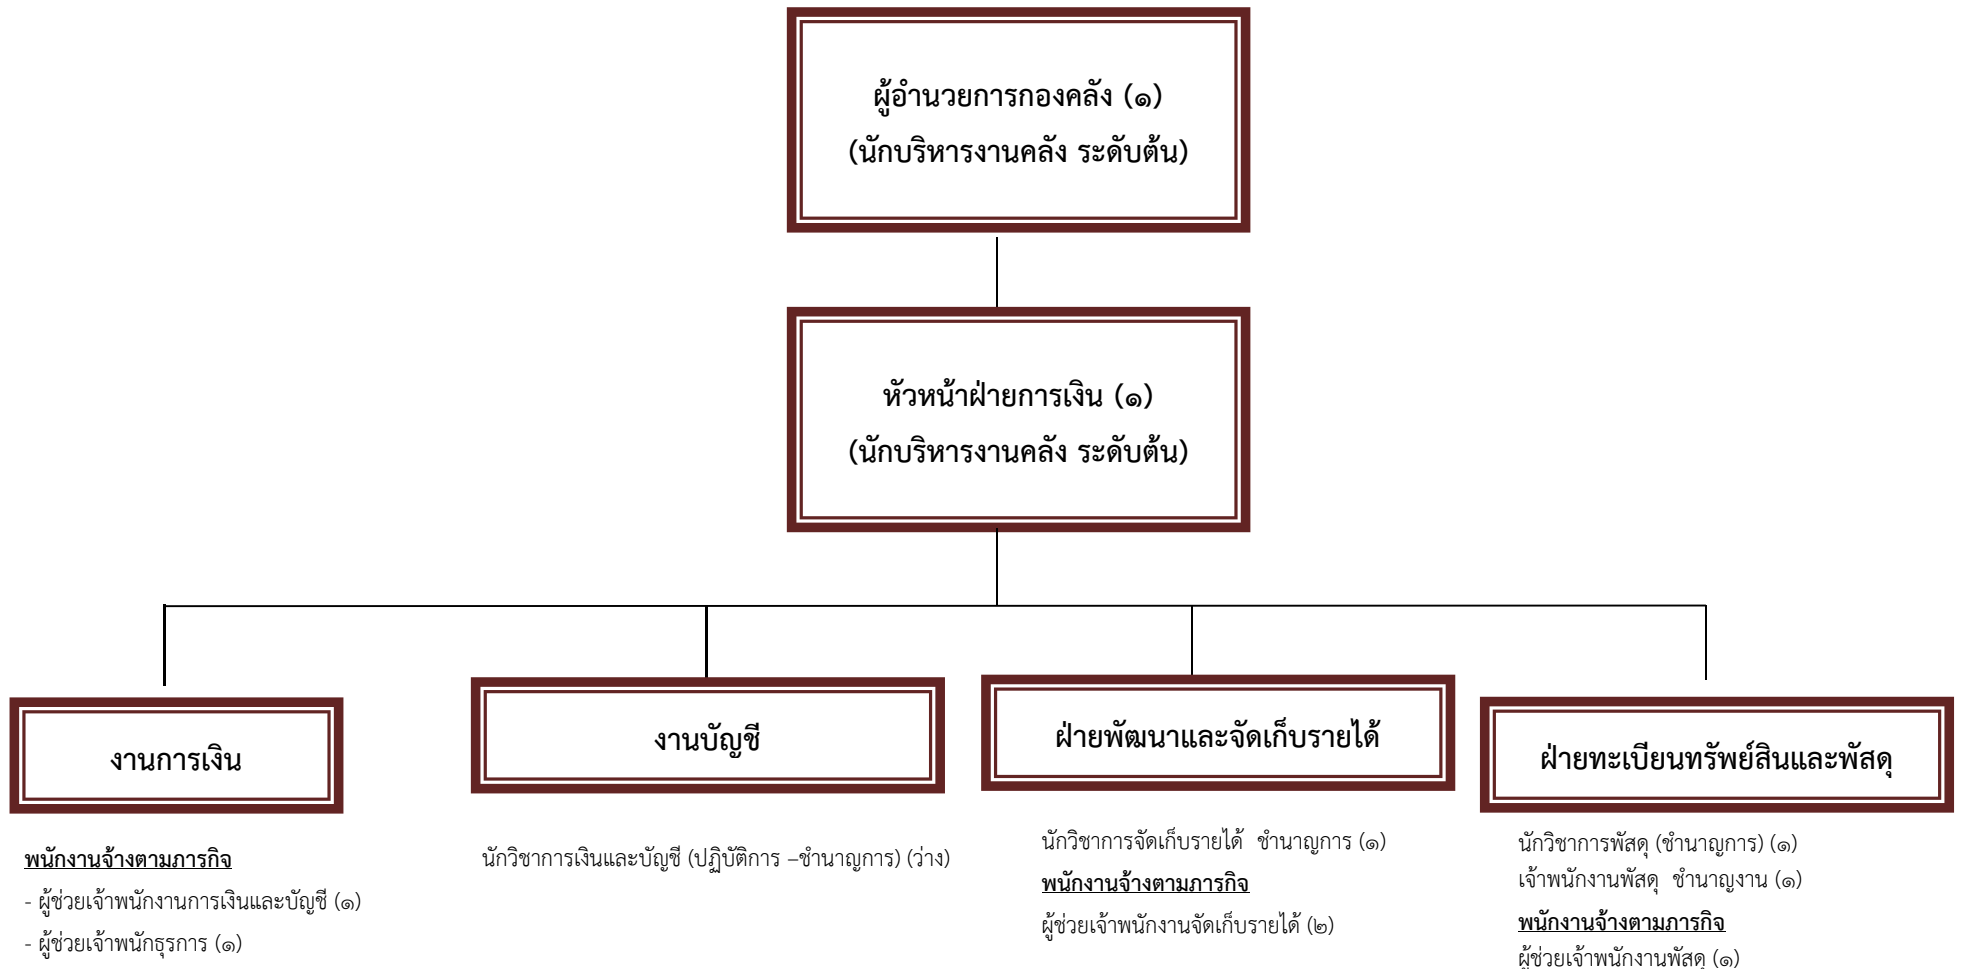 ผู้อำนวยการกองคลัง (๑)
(นักบริหารงานคลัง ระดับต้น)
หัวหน้าฝ่ายการเงิน (๑)
(นักบริหารงานคลัง ระดับต้น)
งานการเงิน
พนักงานจ้างตามภารกิจ
- ผู้ช่วยเจ้าพนักงานการเงินและบัญชี (๑)
- ผู้ช่วยเจ้าพนักธุรการ (๑)
งานบัญชี
นักวิชาการเงินและบัญชี (ปฏิบัติการ –ชำนาญการ) (ว่าง)
ฝ่ายพัฒนาและจัดเก็บรายได้
นักวิชาการจัดเก็บรายได้  ชำนาญการ (๑)
พนักงานจ้างตามภารกิจ
ผู้ช่วยเจ้าพนักงานจัดเก็บรายได้ (๒)
ฝ่ายทะเบียนทรัพย์สินและพัสดุ
นักวิชาการพัสดุ (ชำนาญการ) (๑)
เจ้าพนักงานพัสดุ  ชำนาญงาน (๑)
พนักงานจ้างตามภารกิจ
ผู้ช่วยเจ้าพนักงานพัสดุ (๑)